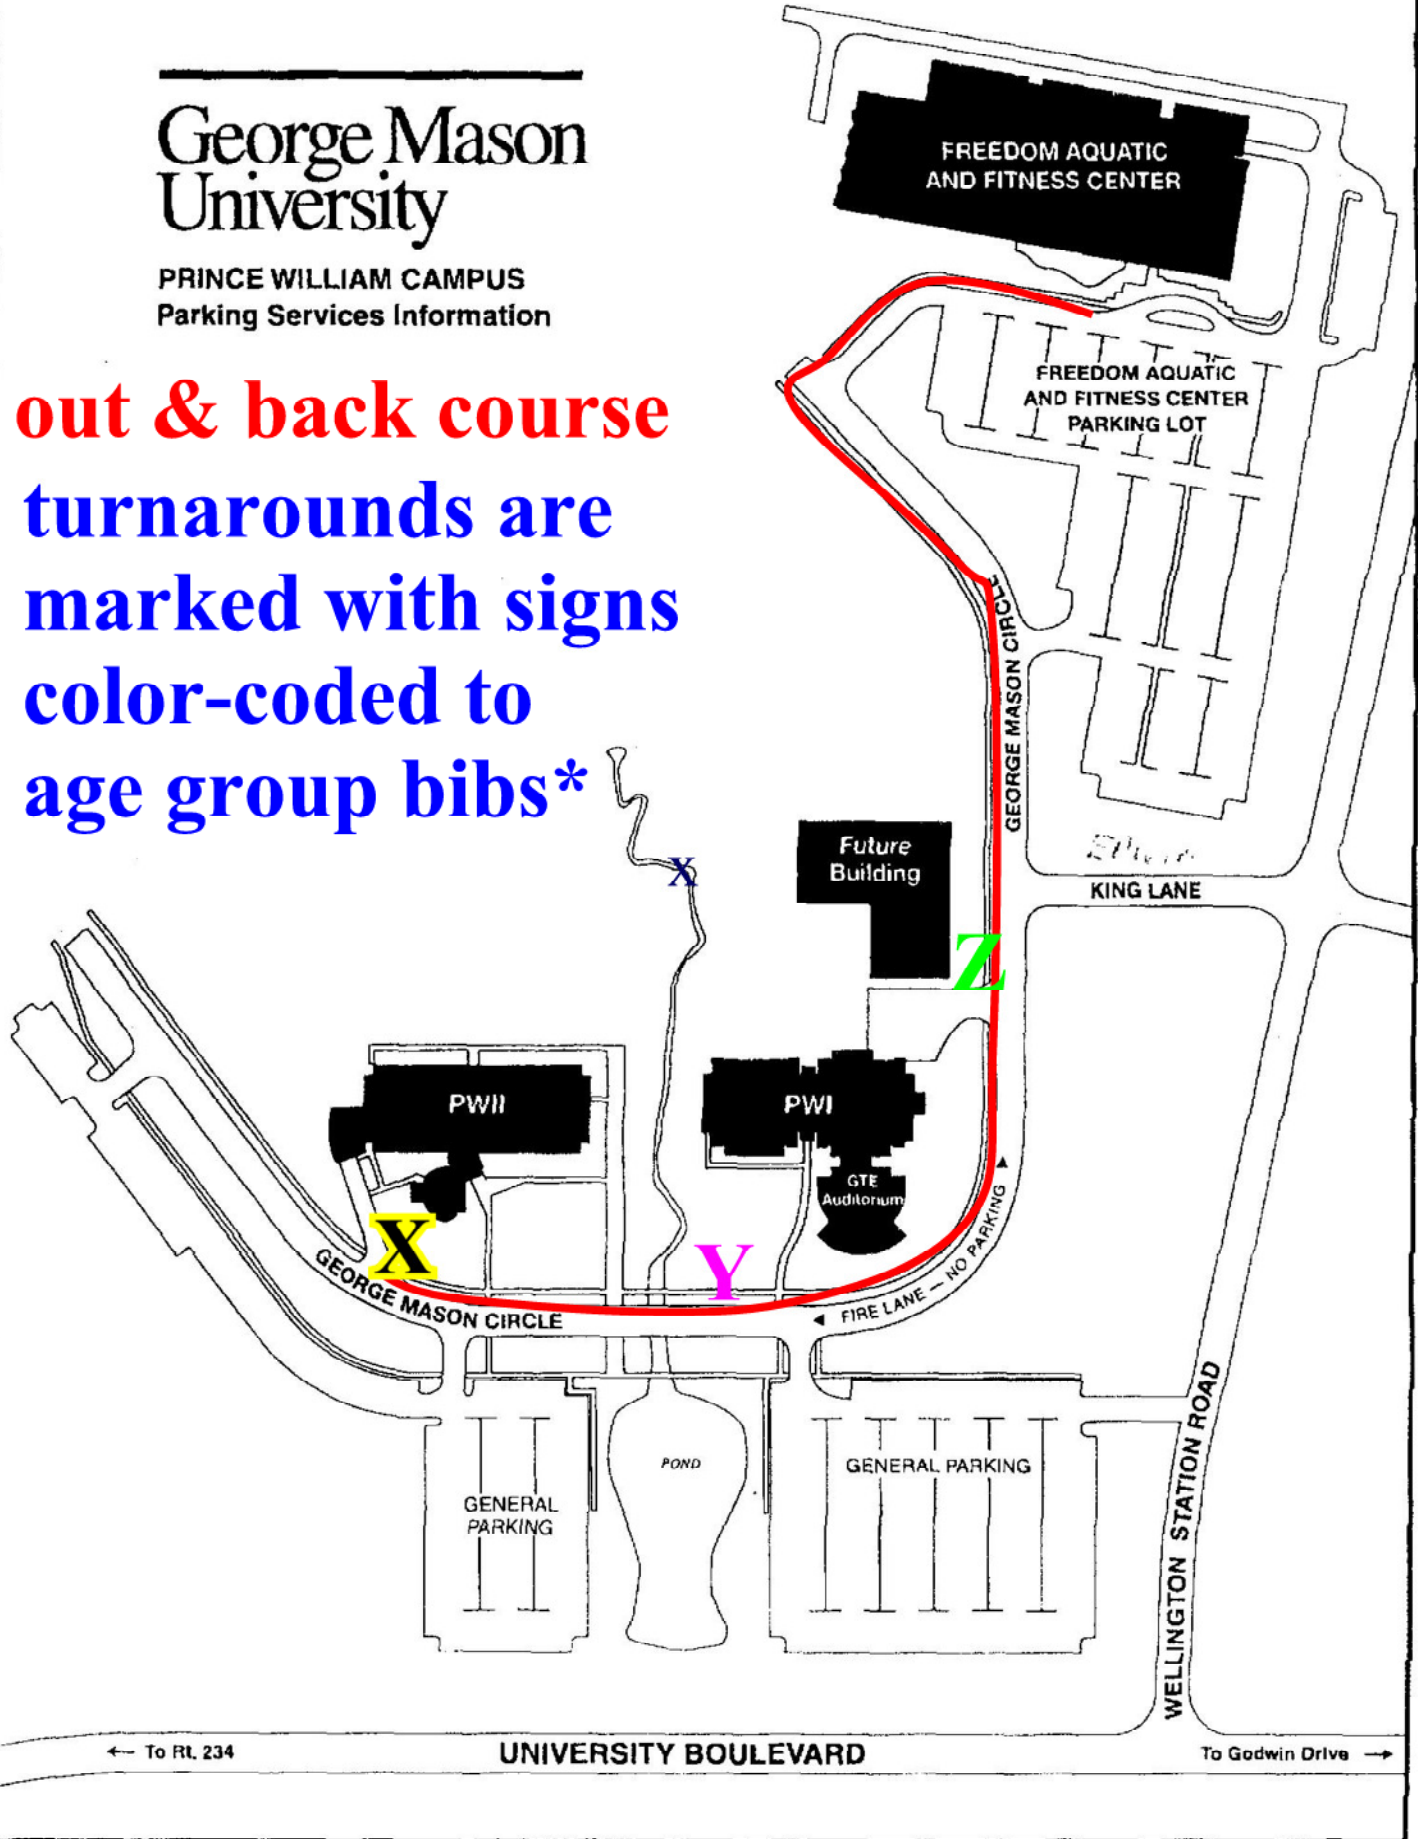 George Mason
University
PRINCE WILLIAM CAMPUS
Parking Services Information
out & back course
turnarounds are
marked with signs
color-coded to
age group bibs*
FREEDOM AQUATIC
AND FITNESS CENTER
FREEDOM AQUATIC
AND FITNESS CENTER
PARKING LOT
GEORGE MASON CIRCLE
Future
Building
X
KING LANE
Z
PWII
PWI
GTE
Auditorium
X
Y
GEORGE MASON CIRCLE
FIRE LANE — NO PARKING
POND
GENERAL PARKING
GENERAL
PARKING
WELLINGTON STATION ROAD
← To Rt. 234
UNIVERSITY BOULEVARD
To Godwin Drive →